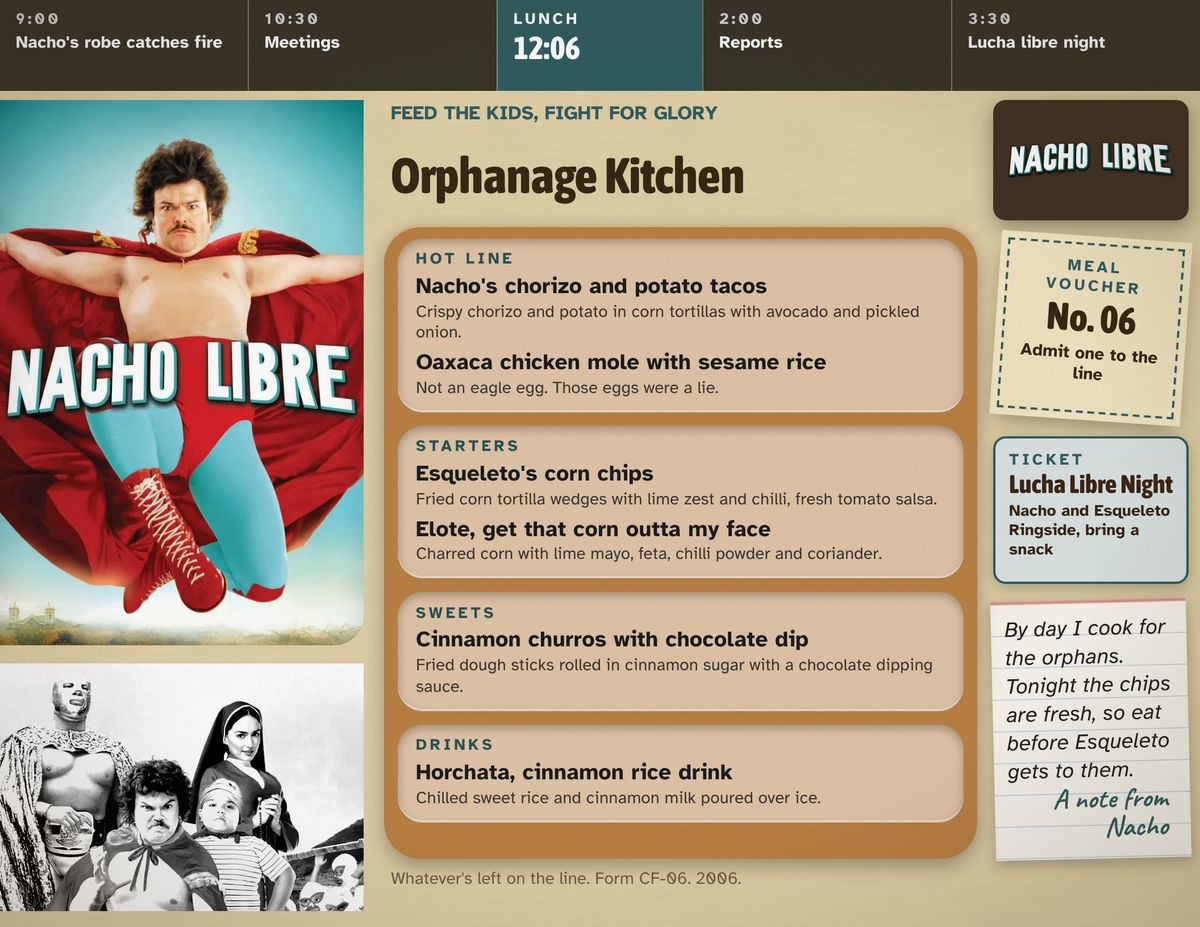 9:00
Nacho's robe catches fire
10:30
Meetings
LUNCH
12:06
2:00
Reports
3:30
Lucha libre night
NACHO LIBRE
FEED THE KIDS, FIGHT FOR GLORY
Orphanage Kitchen
HOT LINE
Nacho's chorizo and potato tacos
Crispy chorizo and potato in corn tortillas with avocado and pickled
onion.
Oaxaca chicken mole with sesame rice
Not an eagle egg. Those eggs were a lie.
STARTERS
Esqueleto's corn chips
Fried corn tortilla wedges with lime zest and chilli, fresh tomato salsa.
Elote, get that corn outta my face
Charred corn with lime mayo, feta, chilli powder and coriander.
SWEETS
Cinnamon churros with chocolate dip
Fried dough sticks rolled in cinnamon sugar with a chocolate dipping
sauce.
DRINKS
Horchata, cinnamon rice drink
Chilled sweet rice and cinnamon milk poured over ice.
Whatever's left on the line. Form CF-06. 2006.
NACHO LIBRE
MEAL
VOUCHER
No. 06
Admit one to the
line
TICKET
Lucha Libre Night
Nacho and Esqueleto
Ringside, bring a
snack
By day I cook for
the orphans.
Tonight the chips
are fresh, so eat
before Esqueleto
gets to them.
A note from
Nacho